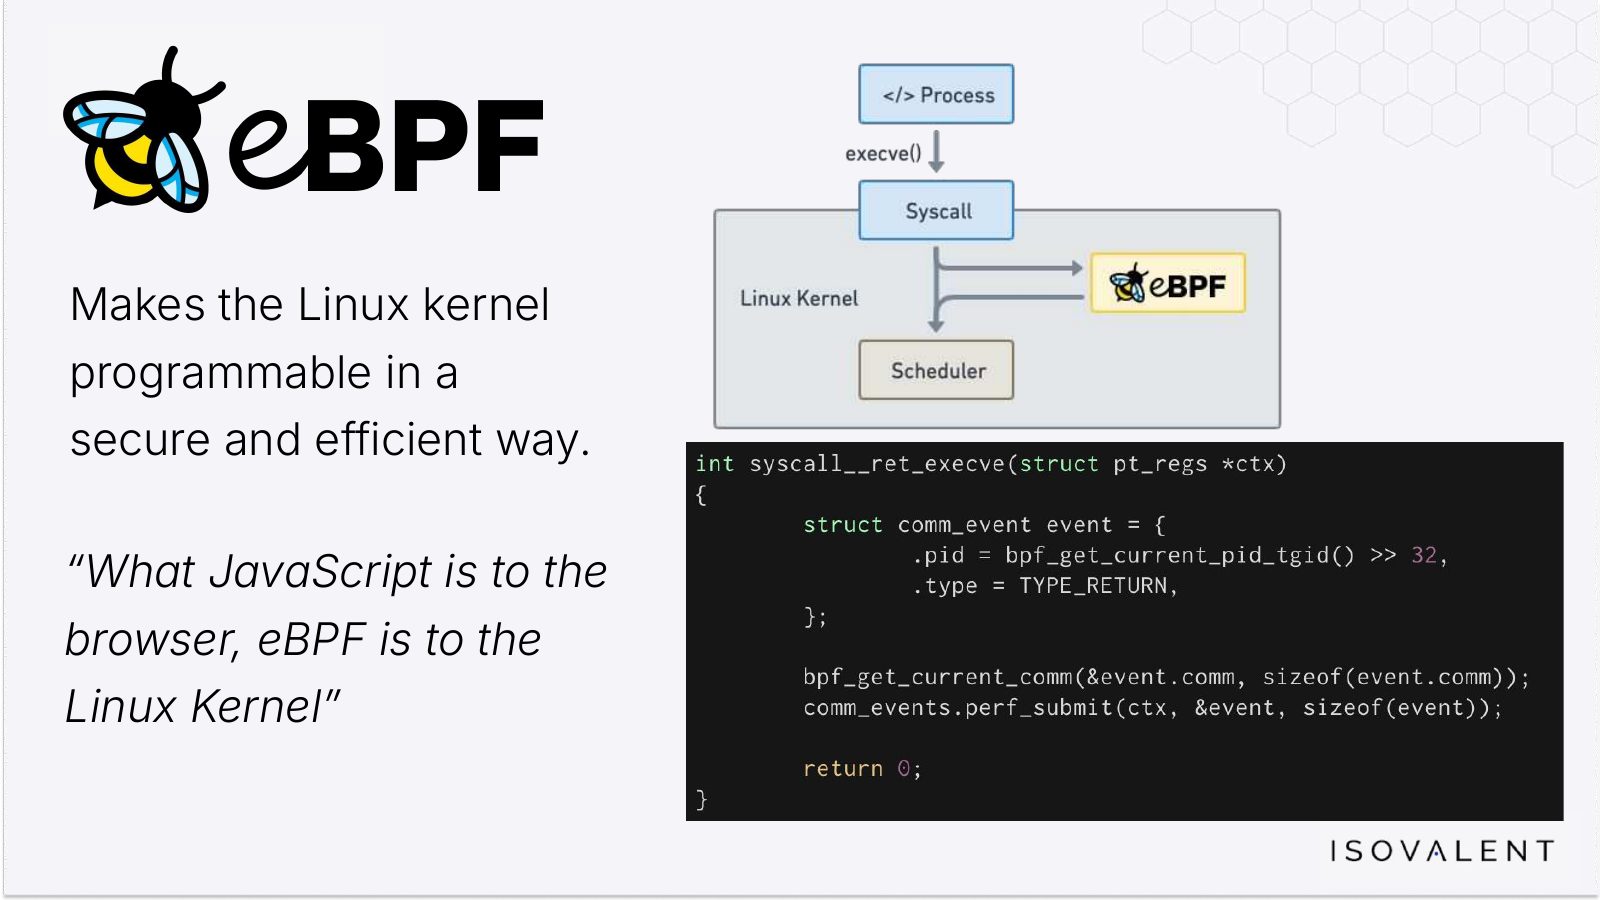 eBPF
Makes the Linux kernel
programmable in a
secure and efficient way.
“What JavaScript is to the
browser, eBPF is to the
Linux Kernel”
</> Process
execve()
Syscall
Linux Kernel
eBPF
Scheduler
int syscall__ret_execve(struct pt_regs *ctx)
{
        struct comm_event event = {
                .pid = bpf_get_current_pid_tgid() >> 32,
                .type = TYPE_RETURN,
        };

        bpf_get_current_comm(&event.comm, sizeof(event.comm));
        comm_events.perf_submit(ctx, &event, sizeof(event));

        return 0;
}
ISOVALENT